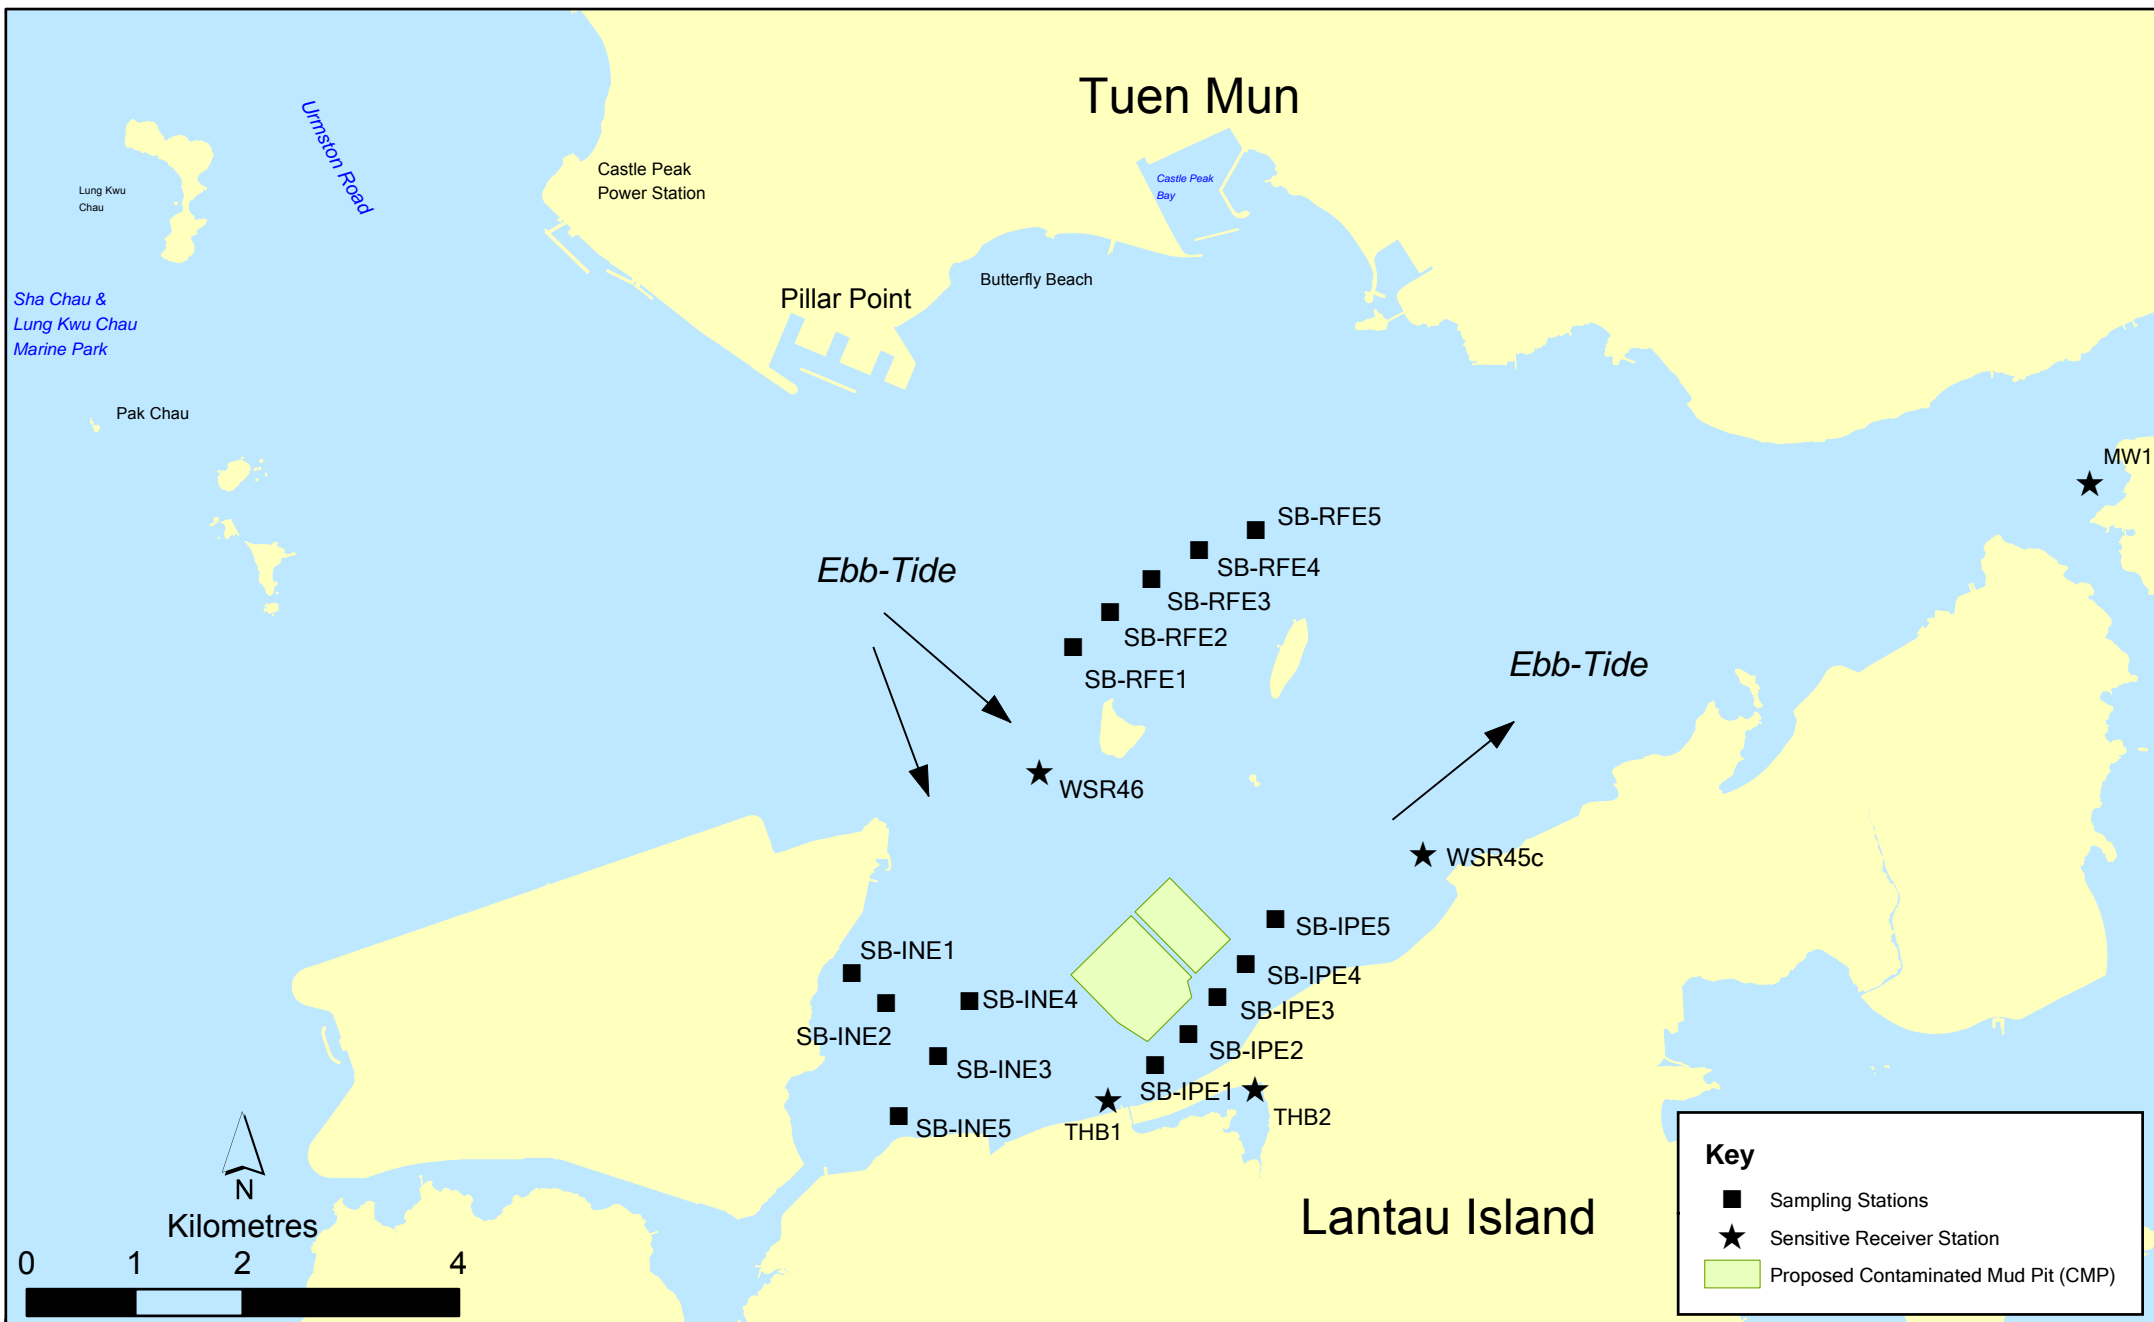 Tuen Mun
Urmston Road
Castle Peak
Power Station
Castle Peak
Bay
Lung Kwu
Chau
Butterfly Beach
Pillar Point
Sha Chau &
Lung Kwu Chau
Marine Park
Pak Chau
MW1
SB-RFE5
SB-RFE4
SB-RFE3
SB-RFE2
SB-RFE1
Ebb-Tide
Ebb-Tide
WSR46
WSR45c
SB-IPE5
SB-IPE4
SB-IPE3
SB-IPE2
SB-IPE1
SB-INE1
SB-INE4
SB-INE2
SB-INE3
SB-INE5
THB1
THB2
Lantau Island
N
Kilometres
0 1 2 4
Key
Sampling Stations
Sensitive Receiver Station
Proposed Contaminated Mud Pit (CMP)